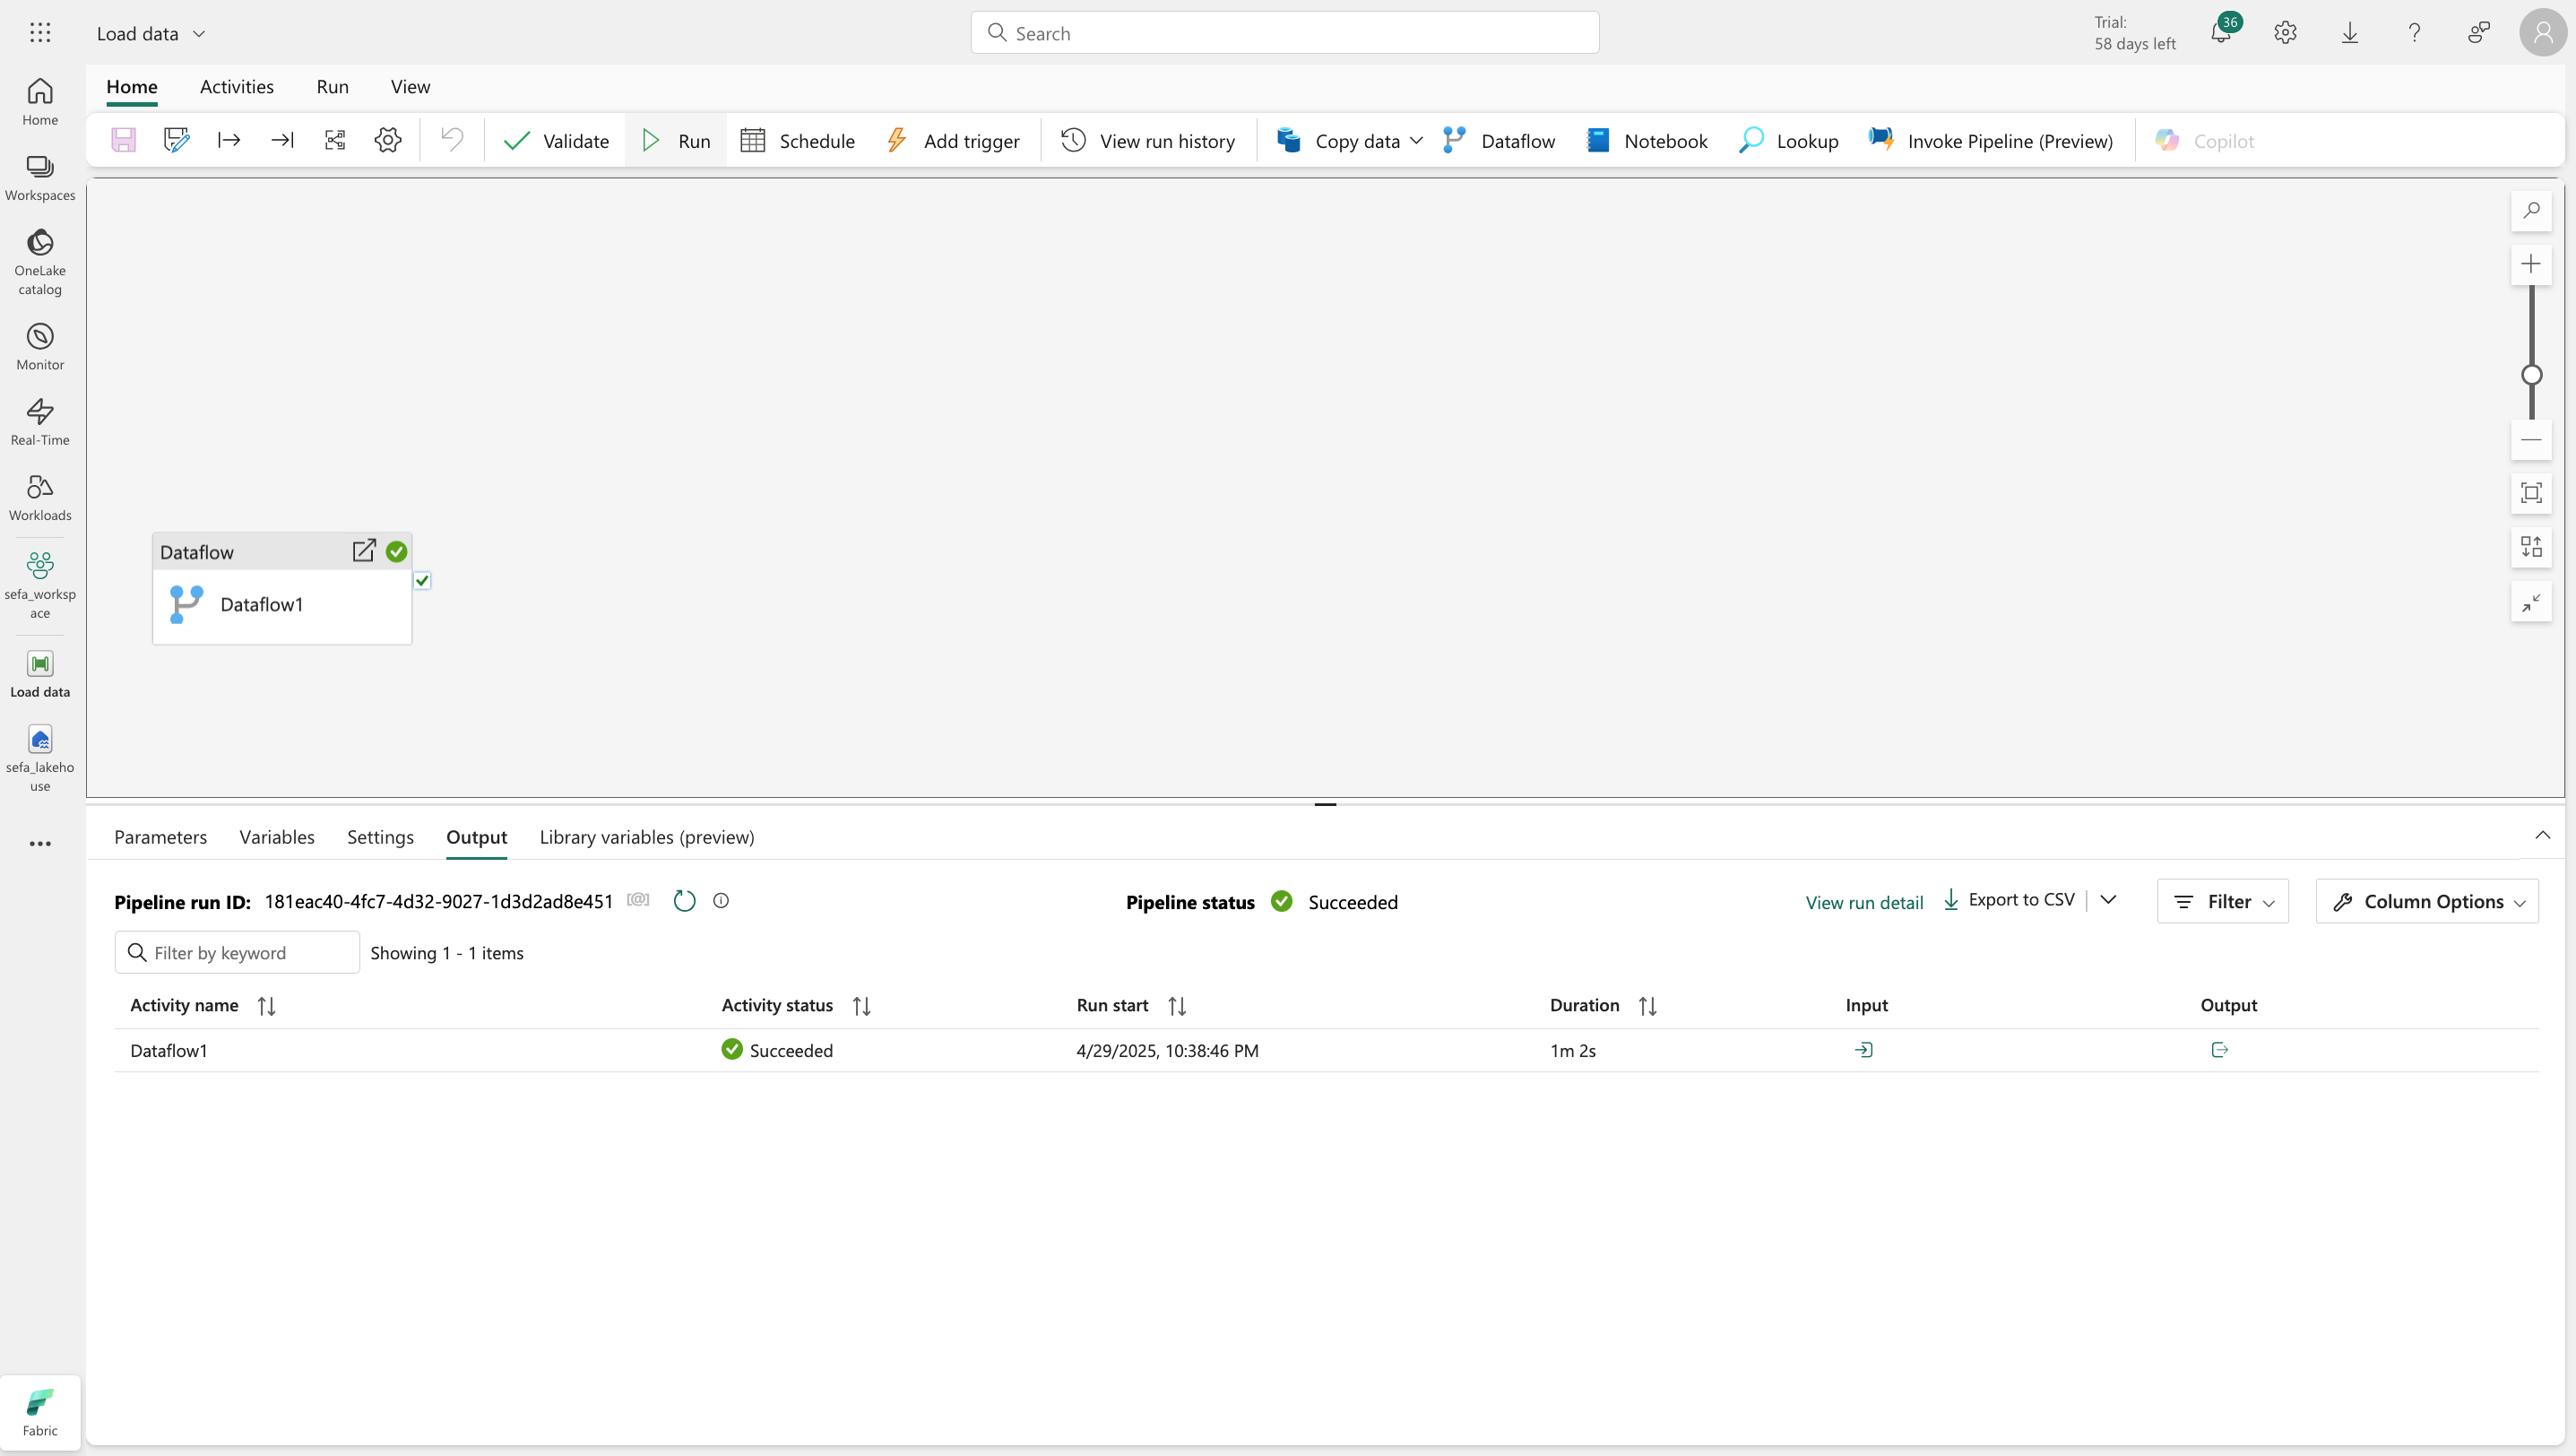 Load data
Search
Trial:
58 days left
36
Home
Workspaces
OneLake
catalog
Monitor
Real-Time
Workloads
sefa_worksp
ace
Load data
sefa_lakeho
use
Fabric
Home Activities Run View
Validate Run Schedule Add trigger View run history Copy data Dataflow Notebook Lookup Invoke Pipeline (Preview) Copilot
Dataflow
Dataflow1
Parameters Variables Settings Output Library variables (preview)
Pipeline run ID: 181eac40-4fc7-4d32-9027-1d3d2ad8e451 [@] Pipeline status Succeeded View run detail Export to CSV Filter Column Options
Filter by keyword Showing 1 - 1 items
Activity name Activity status Run start Duration Input Output
Dataflow1 Succeeded 4/29/2025, 10:38:46 PM 1m 2s